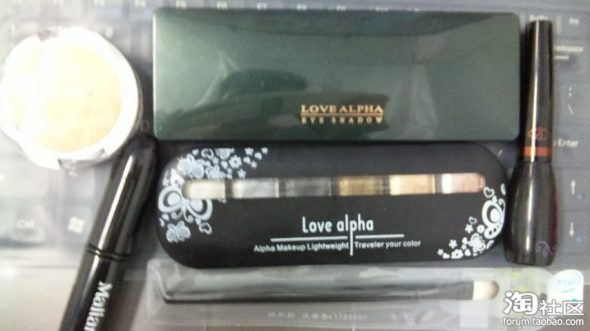 LOVE ALPHA
EYE SHADOW
Love alpha
Alpha Makeup Lightweight Traveler your color
Enter
淘社区
forum.taobao.com